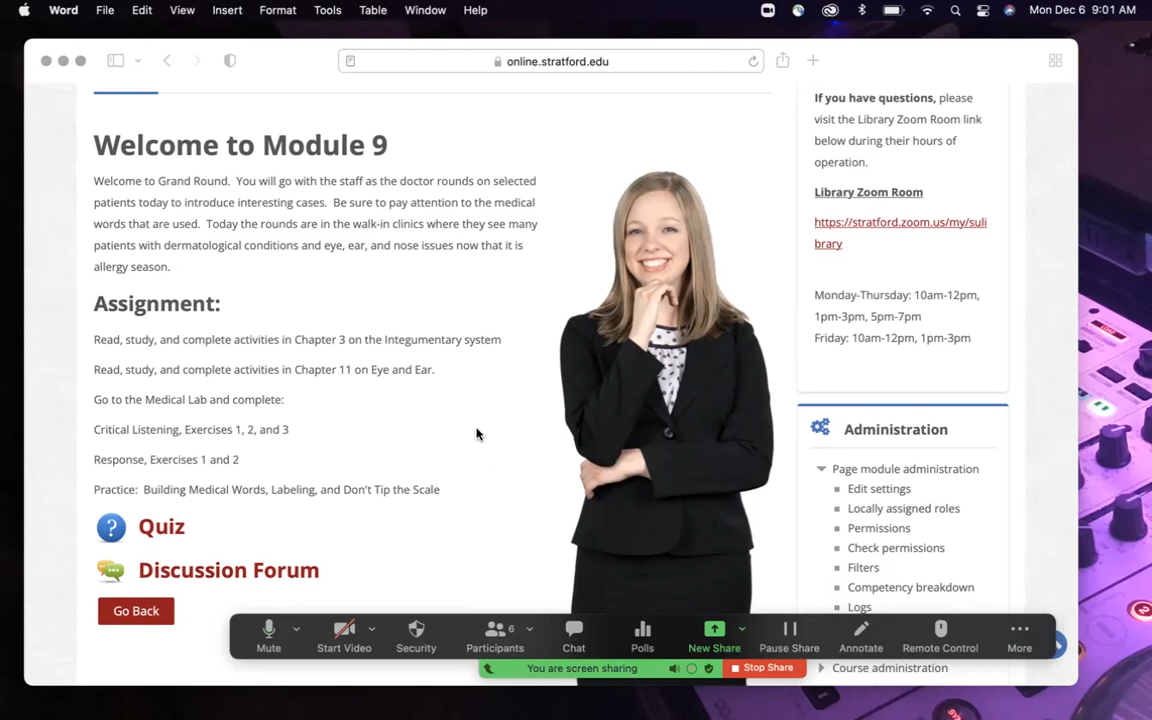 Word File Edit View Insert Format Tools Table Window Help Mon Dec 6 9:01 AM
online.stratford.edu
Welcome to Module 9
Welcome to Grand Round. You will go with the staff as the doctor rounds on selected
patients today to introduce interesting cases. Be sure to pay attention to the medical
words that are used. Today the rounds are in the walk-in clinics where they see many
patients with dermatological conditions and eye, ear, and nose issues now that it is
allergy season.
Assignment:
Read, study, and complete activities in Chapter 3 on the Integumentary system
Read, study, and complete activities in Chapter 11 on Eye and Ear.
Go to the Medical Lab and complete:
Critical Listening, Exercises 1, 2, and 3
Response, Exercises 1 and 2
Practice: Building Medical Words, Labeling, and Don't Tip the Scale
Quiz
Discussion Forum
Go Back
If you have questions, please
visit the Library Zoom Room link
below during their hours of
operation.
Library Zoom Room
https://stratford.zoom.us/my/suli
brary
Monday-Thursday: 10am-12pm,
1pm-3pm, 5pm-7pm
Friday: 10am-12pm, 1pm-3pm
Administration
Page module administration
Edit settings
Locally assigned roles
Permissions
Check permissions
Filters
Competency breakdown
Logs
Course administration
6
Mute Start Video Security Participants Chat Polls New Share Pause Share Annotate Remote Control More
You are screen sharing Stop Share